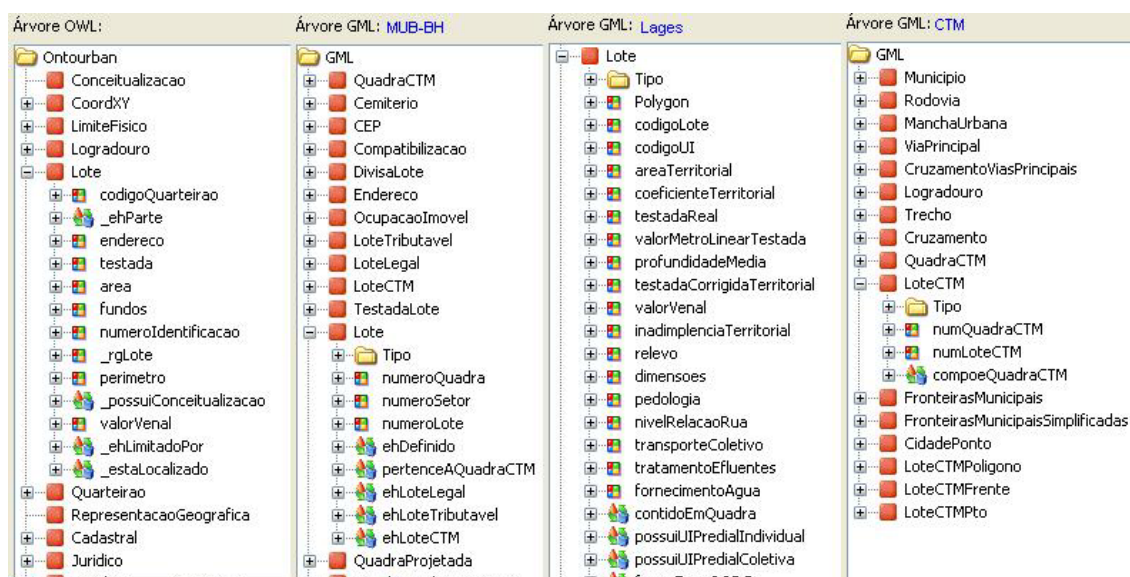 Árvore OWL:
Ontourban
Conceitualizacao
CoordXY
LimiteFisico
Logradouro
Lote
codigoQuarteirao
_ehParte
endereco
testada
area
fundos
numeroIdentificacao
_rgLote
perimetro
_possuiConceitualizacao
valorVenal
_ehLimitadoPor
_estaLocalizado
Quarteirao
RepresentacaoGeografica
Cadastral
Juridico
Árvore GML: MUB-BH
GML
QuadraCTM
Cemiterio
CEP
Compatibilizacao
DivisaLote
Endereco
OcupacaoImovel
LoteTributavel
LoteLegal
LoteCTM
TestadaLote
Lote
Tipo
numeroQuadra
numeroSetor
numeroLote
ehDefinido
pertenceAQuadraCTM
ehLoteLegal
ehLoteTributavel
ehLoteCTM
QuadraProjetada
Árvore GML: Lages
Lote
Tipo
Polygon
codigoLote
codigoUI
areaTerritorial
coeficienteTerritorial
testadaReal
valorMetroLinearTestada
profundidadeMedia
testadaCorrigidaTerritorial
valorVenal
inadimplenciaTerritorial
relevo
dimensoes
pedologia
nivelRelacaoRua
transporteColetivo
tratamentoEfluentes
fornecimentoAgua
contidoEmQuadra
possuiUIPredialIndividual
possuiUIPredialColetiva
Árvore GML: CTM
GML
Municipio
Rodovia
ManchaUrbana
ViaPrincipal
CruzamentoViasPrincipais
Logradouro
Trecho
Cruzamento
QuadraCTM
LoteCTM
Tipo
numQuadraCTM
numLoteCTM
compoeQuadraCTM
FronteirasMunicipais
FronteirasMunicipaisSimplificadas
CidadePonto
LoteCTMPoligono
LoteCTMFrente
LoteCTMPto